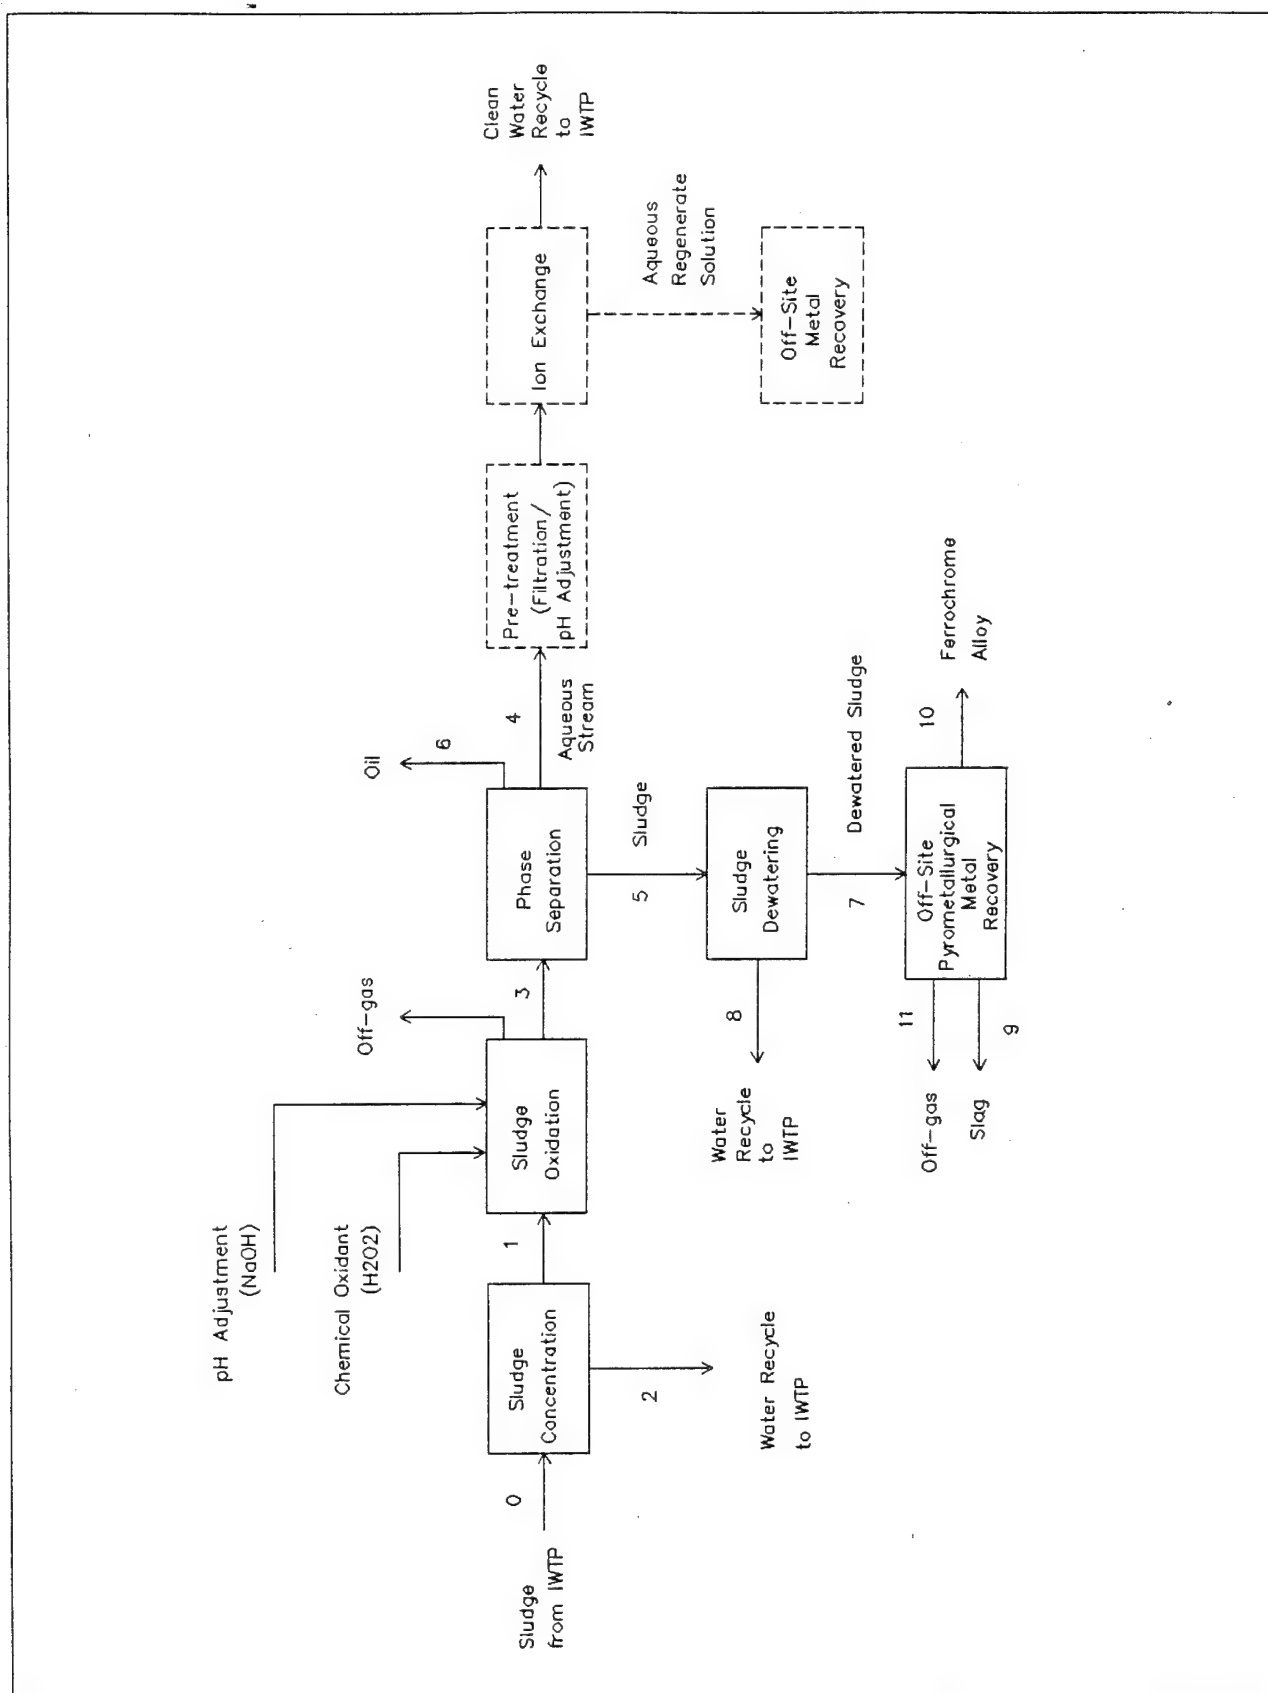 pH Adjustment
(NaOH)
Chemical Oxidant
(H2O2)
Sludge
from IWTP
0
Sludge
Concentration
2
Water Recycle
to IWTP
1
Sludge
Oxidation
Off-gas
3
Phase
Separation
Oil
6
4
Aqueous
Stream
Pre-treatment
(Filtration/
pH Adjustment)
Ion Exchange
Clean
Water
Recycle
to
IWTP
Aqueous
Regenerate
Solution
Off-Site
Metal
Recovery
5
Sludge
Sludge
Dewatering
8
Water
Recycle
to
IWTP
7
Dewatered Sludge
Off-Site
Pyrometallurgical
Metal
Recovery
11
Off-gas
9
Slag
10
Ferrochrome
Alloy